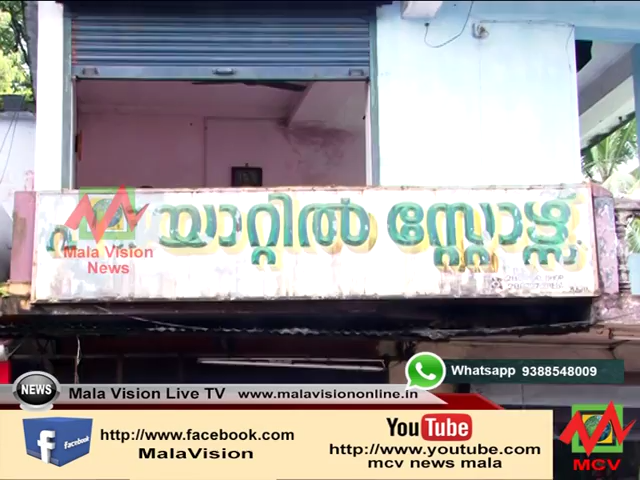 യാറ്റിൽ സ്റ്റോഴ്സ്
Mala Vision
News
Whatsapp 9388548009
NEWS Mala Vision Live TV www.malavisiononline.in
facebook http://www.facebook.com
MalaVision
YouTube
http://www.youtube.com
mcv news mala
MCV